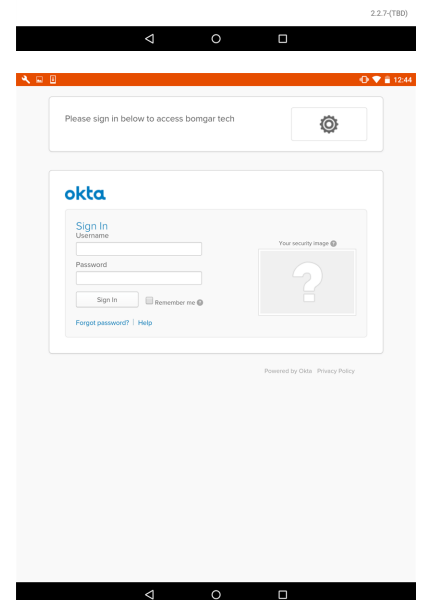 2.2.7-(TBD)
12:44
Please sign in below to access bomgar tech
okta
Sign In
Username
Your security image ?
Password
?
Sign In Remember me ?
Forgot password? | Help
Powered by Okta Privacy Policy